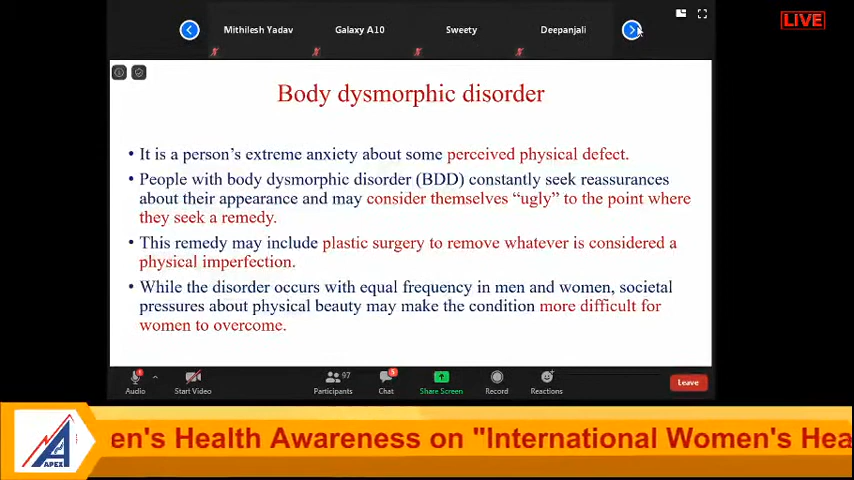 LIVE
Mithilesh Yadav
Galaxy A10
Sweety
Deepanjali
Body dysmorphic disorder
• It is a person's extreme anxiety about some perceived physical defect.
• People with body dysmorphic disorder (BDD) constantly seek reassurances
about their appearance and may consider themselves “ugly” to the point where
they seek a remedy.
• This remedy may include plastic surgery to remove whatever is considered a
physical imperfection.
• While the disorder occurs with equal frequency in men and women, societal
pressures about physical beauty may make the condition more difficult for
women to overcome.
97
5
Audio
Start Video
Participants
Chat
Share Screen
Record
Reactions
Leave
en's Health Awareness on "International Women's Hea
APEX